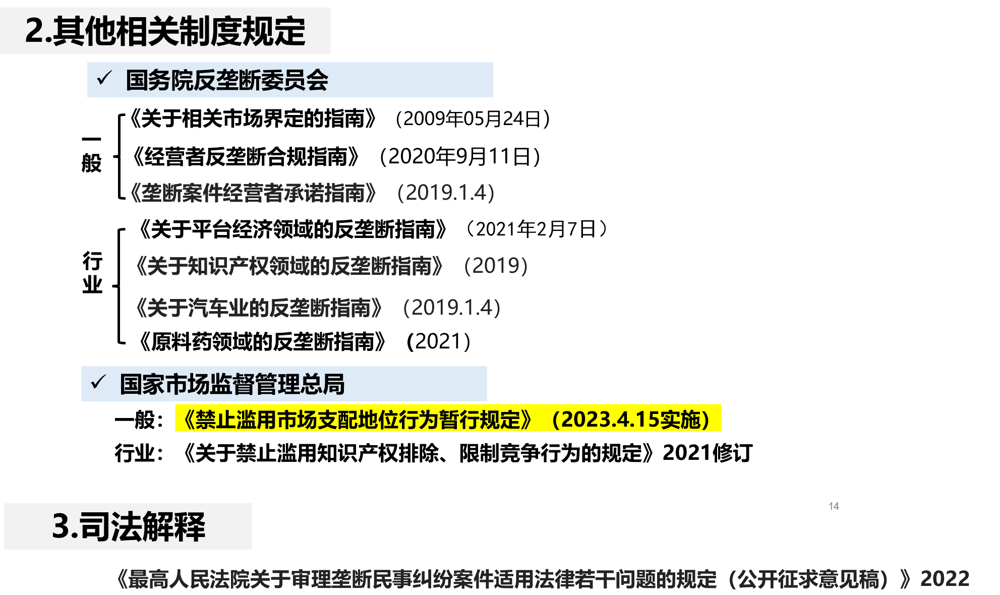 2.其他相关制度规定
✓ 国务院反垄断委员会
一般
《关于相关市场界定的指南》（2009年05月24日）
《经营者反垄断合规指南》（2020年9月11日）
《垄断案件经营者承诺指南》（2019.1.4）
行业
《关于平台经济领域的反垄断指南》（2021年2月7日）
《关于知识产权领域的反垄断指南》（2019）
《关于汽车业的反垄断指南》（2019.1.4）
《原料药领域的反垄断指南》（2021）
✓ 国家市场监督管理总局
一般：《禁止滥用市场支配地位行为暂行规定》（2023.4.15实施）
行业：《关于禁止滥用知识产权排除、限制竞争行为的规定》2021修订
14
3.司法解释
《最高人民法院关于审理垄断民事纠纷案件适用法律若干问题的规定（公开征求意见稿）》2022